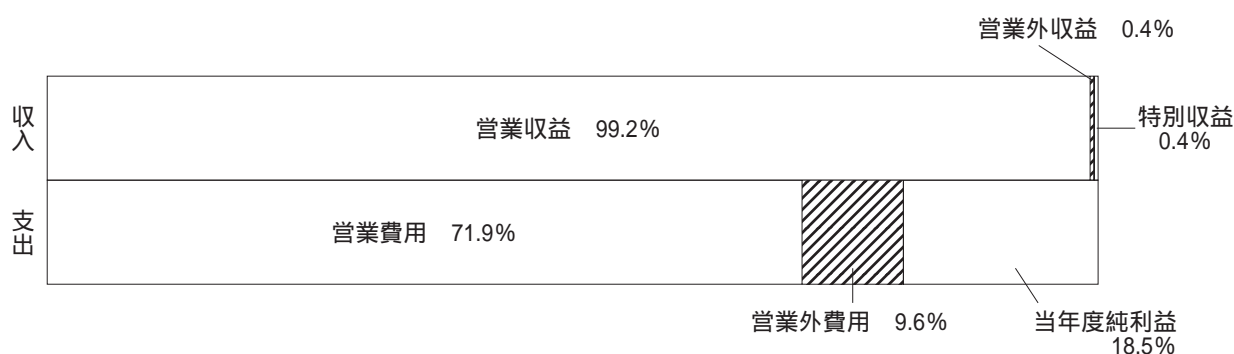 営業外収益 0.4%
収入
営業収益 99.2%
特別収益
0.4%
支出
営業費用 71.9%
営業外費用 9.6%
当年度純利益
18.5%